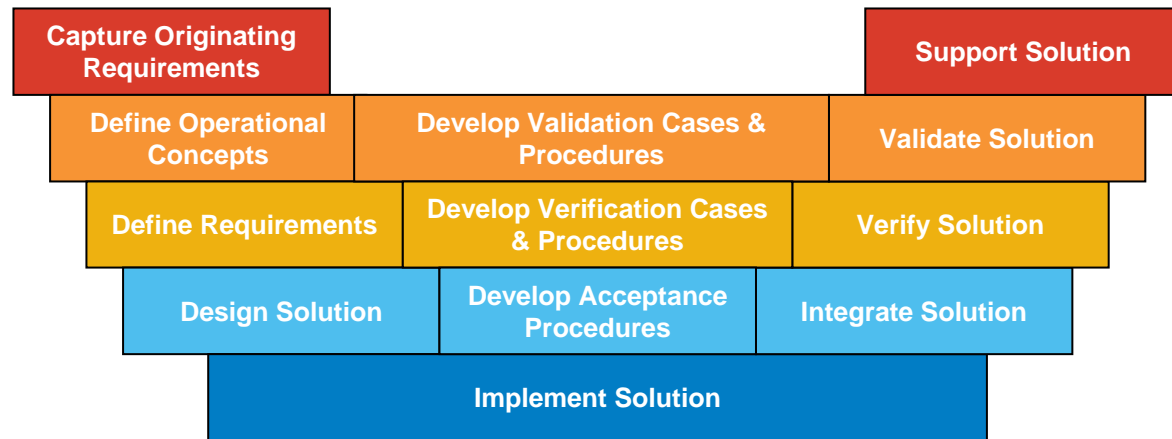 Capture Originating
Requirements
Support Solution
Define Operational
Concepts
Develop Validation Cases &
Procedures
Validate Solution
Define Requirements
Develop Verification Cases
& Procedures
Verify Solution
Design Solution
Develop Acceptance
Procedures
Integrate Solution
Implement Solution